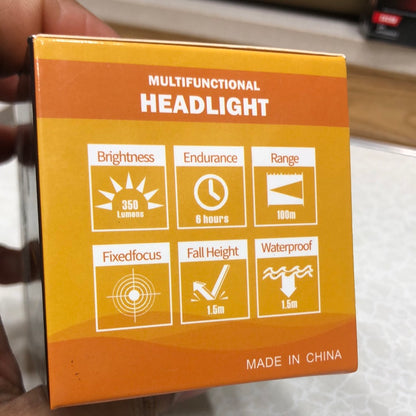 MULTIFUNCTIONAL
HEADLIGHT
Brightness Endurance Range
350
Lumens
6 hours
100m
Fixedfocus Fall Height Waterproof
1.5m
1.5m
MADE IN CHINA